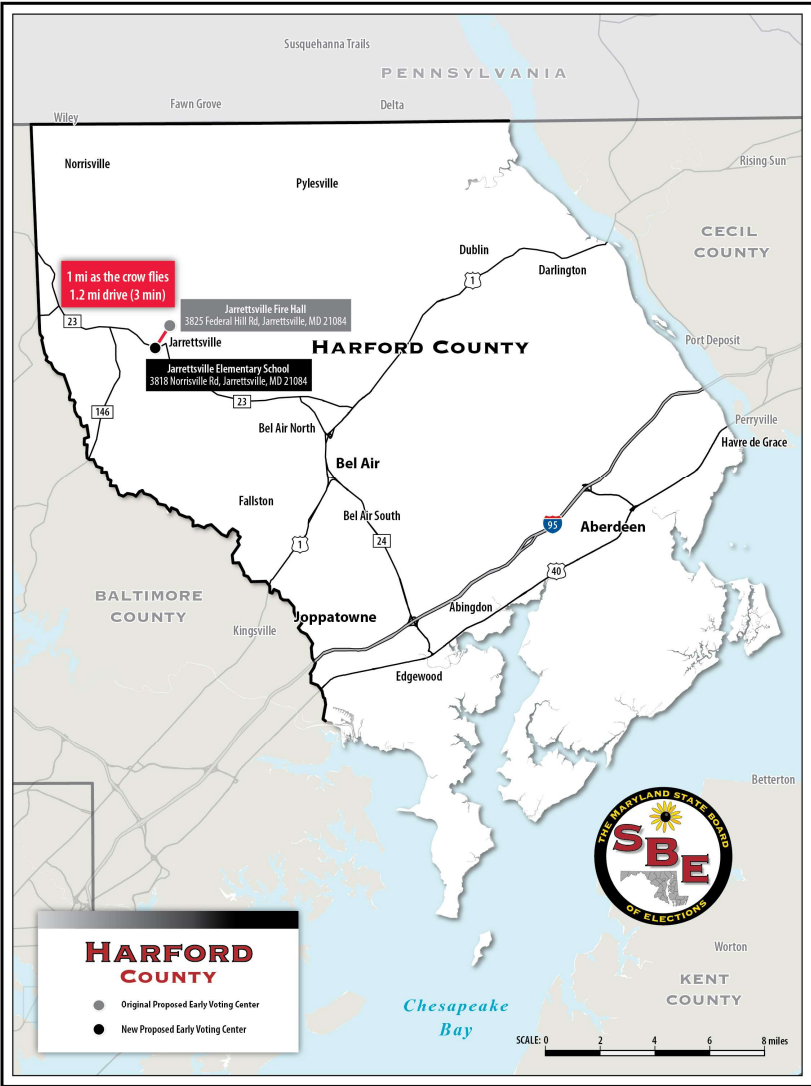 Susquehanna Trails
PENNSYLVANIA
Fawn Grove
Delta
Wiley
Norrisville
Rising Sun
Pylesville
CECIL
COUNTY
Dublin
Darlington
1 mi as the crow flies
1.2 mi drive (3 min)
1
Jarrettsville Fire Hall
3825 Federal Hill Rd, Jarrettsville, MD 21084
23
Jarrettsville
HARFORD COUNTY
Port Deposit
Jarrettsville Elementary School
3818 Norrisville Rd, Jarrettsville, MD 21084
23
146
Perryville
Bel Air North
Havre de Grace
Bel Air
Fallston
Bel Air South
95
Aberdeen
1
24
40
BALTIMORE
COUNTY
Abingdon
Joppatowne
Kingsville
Edgewood
Betterton
THE MARYLAND STATE BOARD
SBE
OF ELECTIONS
HARFORD
COUNTY
Original Proposed Early Voting Center
New Proposed Early Voting Center
Worton
KENT
COUNTY
Chesapeake
Bay
SCALE: 0 2 4 6 8 miles